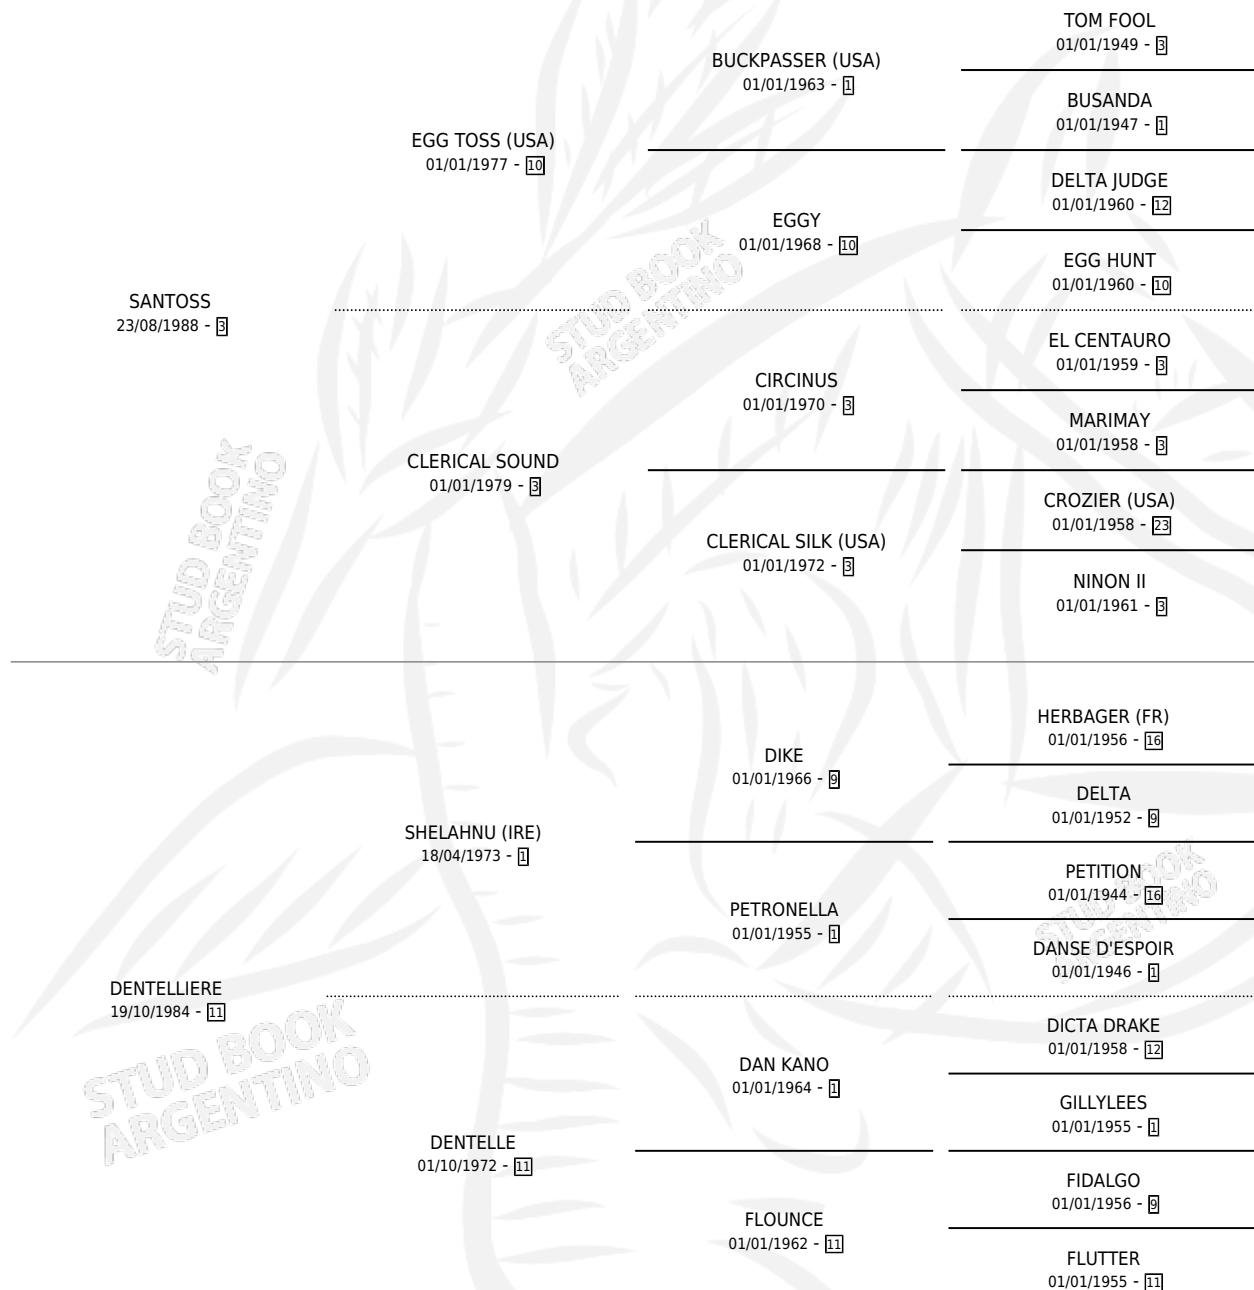 TOM FOOL
01/01/1949 - 3
BUCKPASSER (USA)
01/01/1963 - 1
BUSANDA
01/01/1947 - 1
EGG TOSS (USA)
01/01/1977 - 10
DELTA JUDGE
01/01/1960 - 12
EGGY
01/01/1968 - 10
EGG HUNT
01/01/1960 - 10
SANTOSS
23/08/1988 - 3
EL CENTAURO
01/01/1959 - 3
CIRCINUS
01/01/1970 - 3
MARIMAY
01/01/1958 - 3
CLERICAL SOUND
01/01/1979 - 3
CROZIER (USA)
01/01/1958 - 23
CLERICAL SILK (USA)
01/01/1972 - 3
NINON II
01/01/1961 - 3
HERBAGER (FR)
01/01/1956 - 16
DIKE
01/01/1966 - 9
DELTA
01/01/1952 - 9
SHELAHNU (IRE)
18/04/1973 - 1
PETITION
01/01/1944 - 16
PETRONELLA
01/01/1955 - 1
DANSE D'ESPOIR
01/01/1946 - 1
DENTELLIERE
19/10/1984 - 11
DICTA DRAKE
01/01/1958 - 12
DAN KANO
01/01/1964 - 1
GILLYLEES
01/01/1955 - 1
DENTELLE
01/10/1972 - 11
FIDALGO
01/01/1956 - 9
FLOUNCE
01/01/1962 - 11
FLUTTER
01/01/1955 - 11
STUD BOOK
ARGENTINO
STUD BOOK
ARGENTINO
STUD BOOK
ARGENTINO
STUD BOOK
ARGENTINO